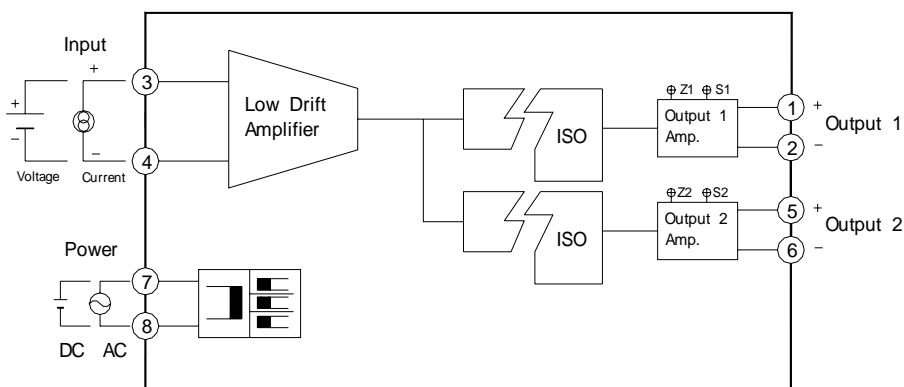 Input
+
+
−
−
Voltage
Current
3
4
Low Drift
Amplifier
ISO
Z1
S1
Output 1
Amp.
1
2
+
−
Output 1
ISO
Z2
S2
Output 2
Amp.
5
6
+
−
Output 2
Power
7
8
DC
AC